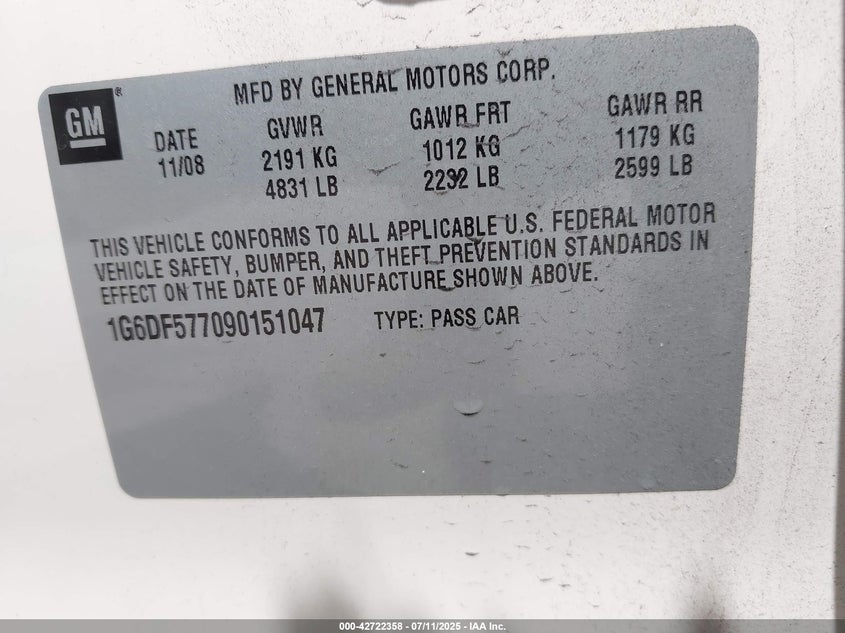 MFD BY GENERAL MOTORS CORP.
GM ®
DATE GVWR GAWR FRT GAWR RR
11/08 2191 KG 1012 KG 1179 KG
4831 LB 2232 LB 2599 LB
THIS VEHICLE CONFORMS TO ALL APPLICABLE U.S. FEDERAL MOTOR
VEHICLE SAFETY, BUMPER, AND THEFT PREVENTION STANDARDS IN
EFFECT ON THE DATE OF MANUFACTURE SHOWN ABOVE.
1G6DF577090151047 TYPE: PASS CAR
000-42722358 - 07/11/2025 - IAA Inc.